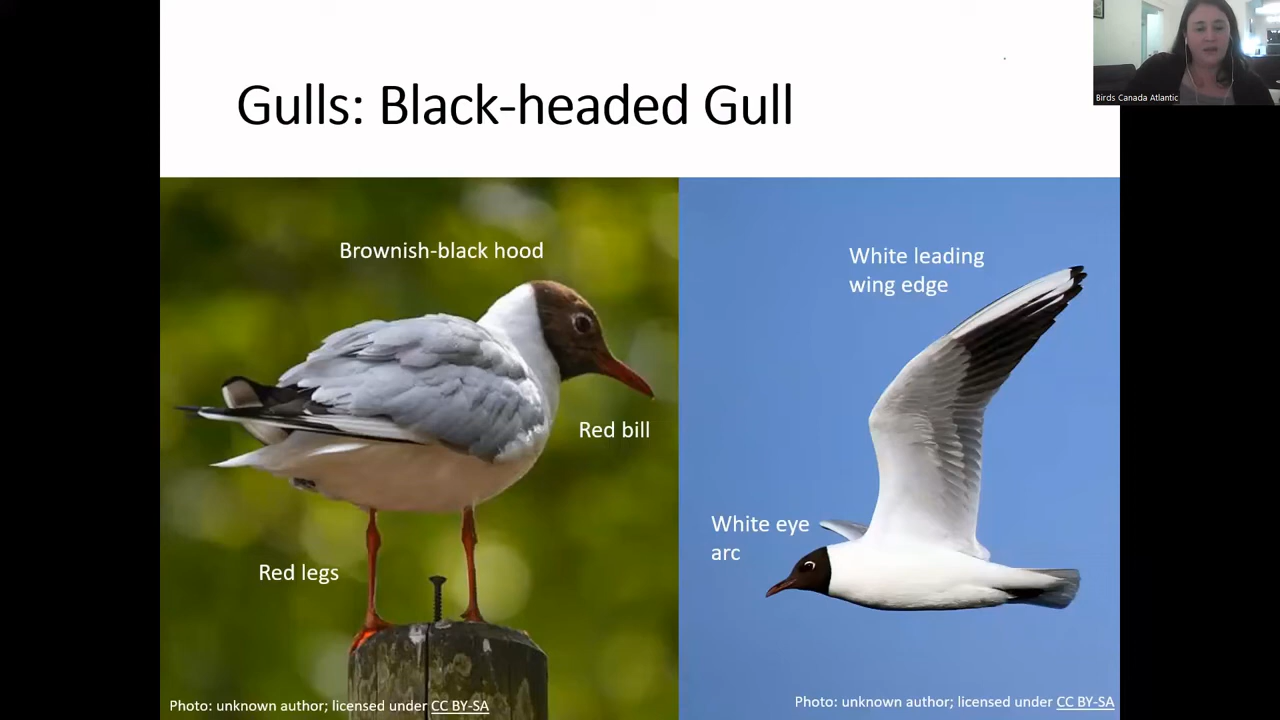 Gulls: Black-headed Gull
Birds Canada Atlantic
Brownish-black hood
Red bill
Red legs
Photo: unknown author; licensed under CC BY-SA
White leading
wing edge
White eye
arc
Photo: unknown author; licensed under CC BY-SA